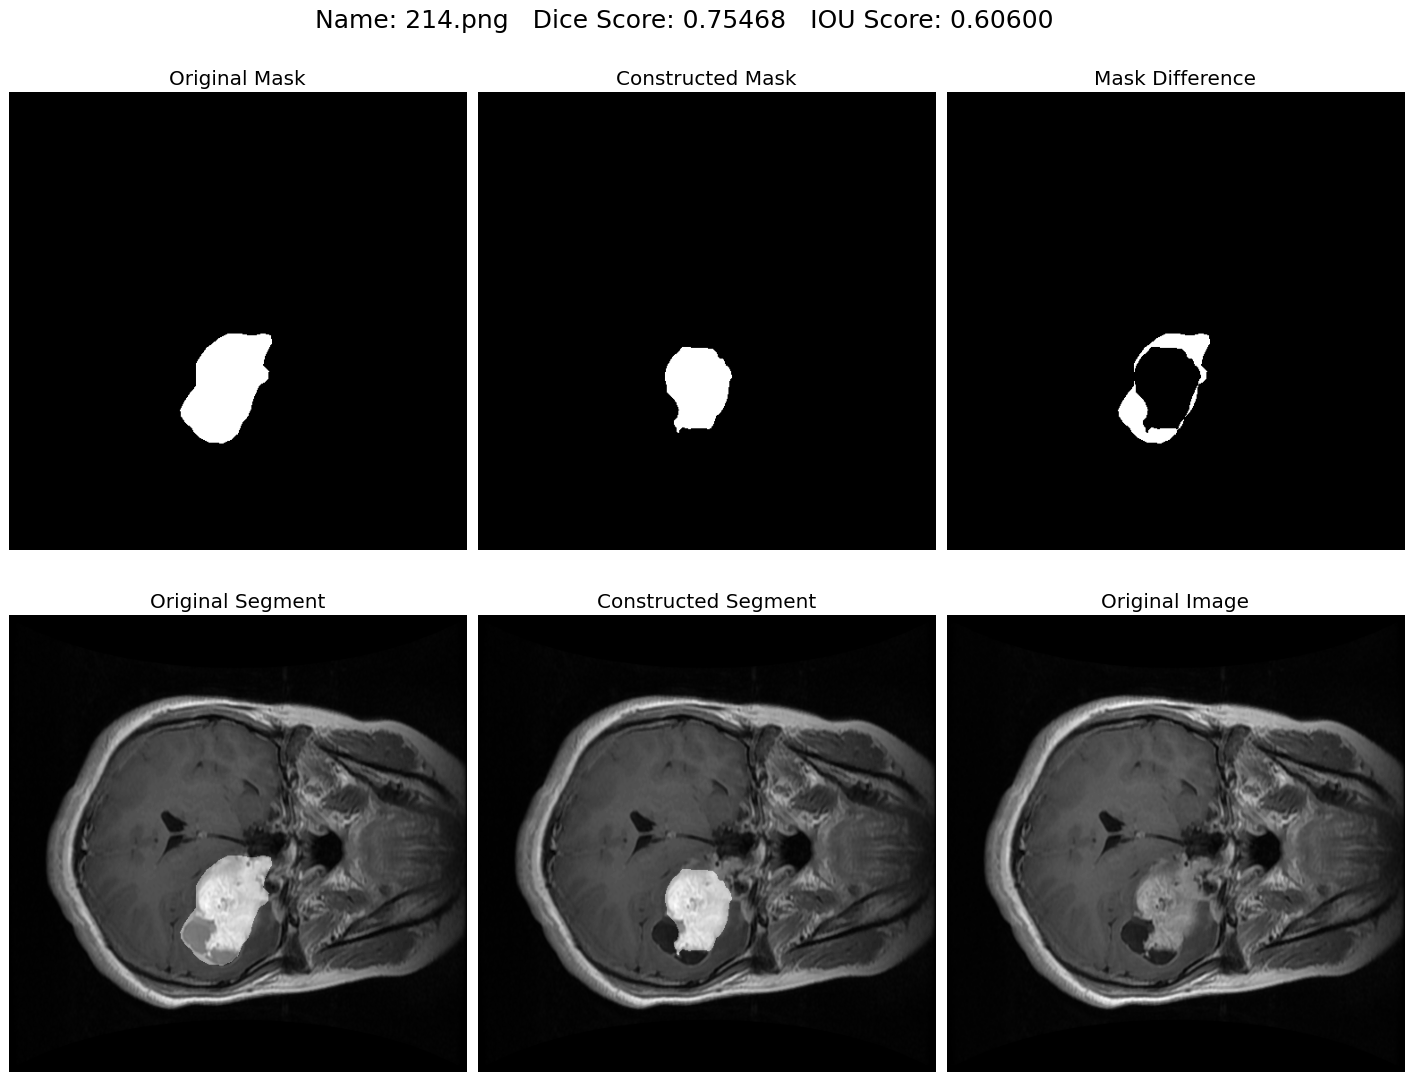 Name: 214.png   Dice Score: 0.75468   IOU Score: 0.60600
Original Mask
Constructed Mask
Mask Difference
Original Segment
Constructed Segment
Original Image